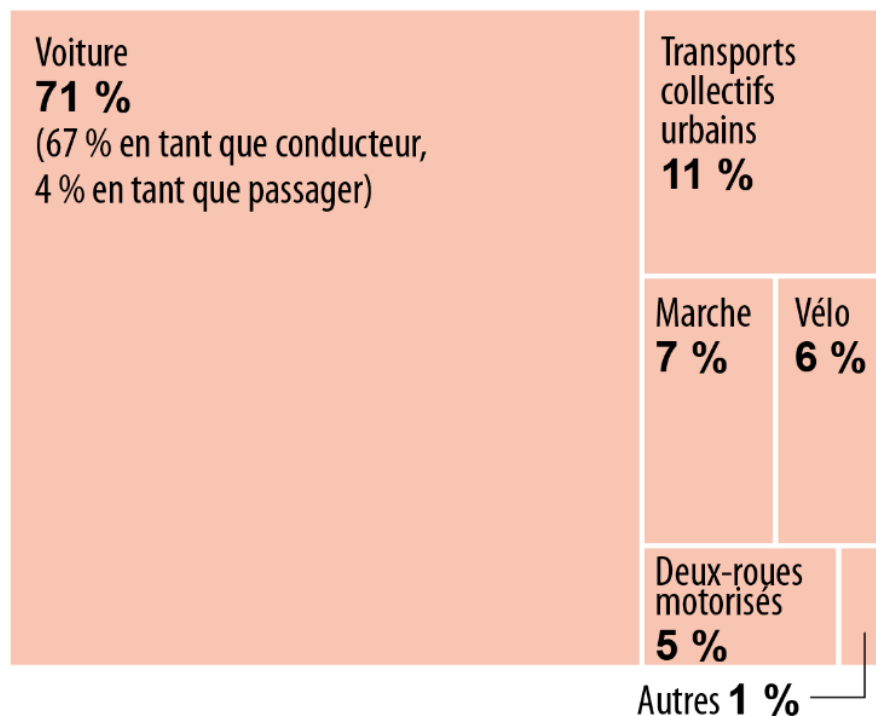 Voiture
71 %
(67 % en tant que conducteur,
4 % en tant que passager)
Transports
collectifs
urbains
11 %
Marche
7 %
Vélo
6 %
Deux-roues
motorisés
5 %
Autres 1 %